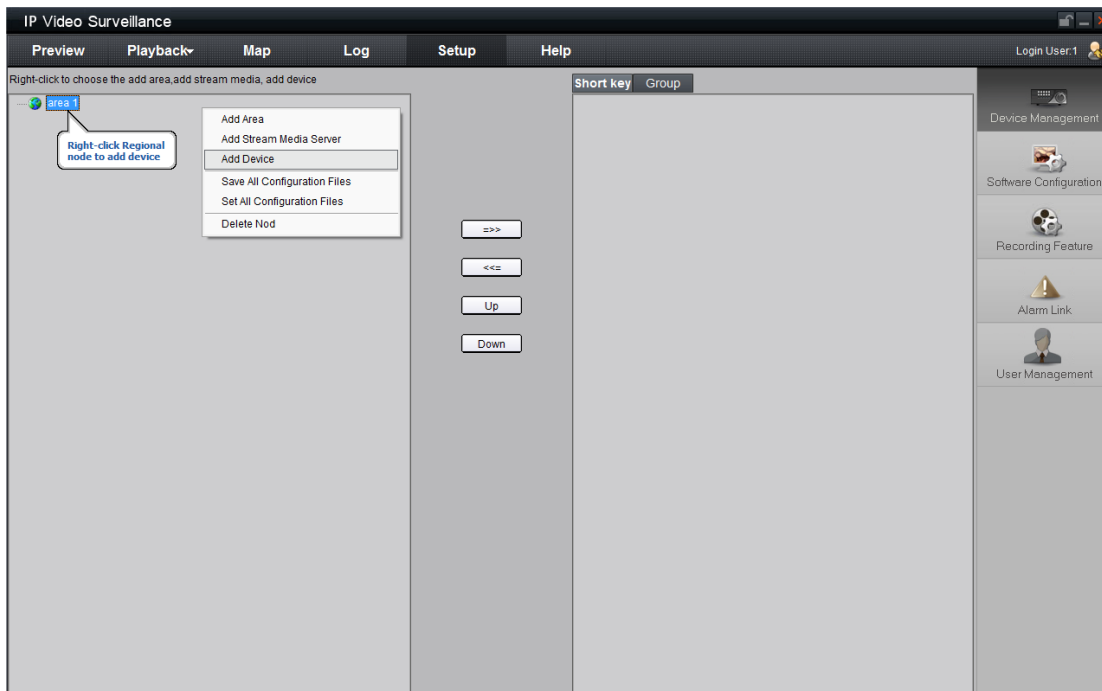 IP Video Surveillance
Preview Playback Map Log Setup Help Login User:1
Right-click to choose the add area,add stream media, add device
Short key Group
area 1
Right-click Regional
node to add device
Add Area
Add Stream Media Server
Add Device
Save All Configuration Files
Set All Configuration Files
Delete Nod
=>>
<<=
Up
Down
Device Management
Software Configuration
Recording Feature
Alarm Link
User Management